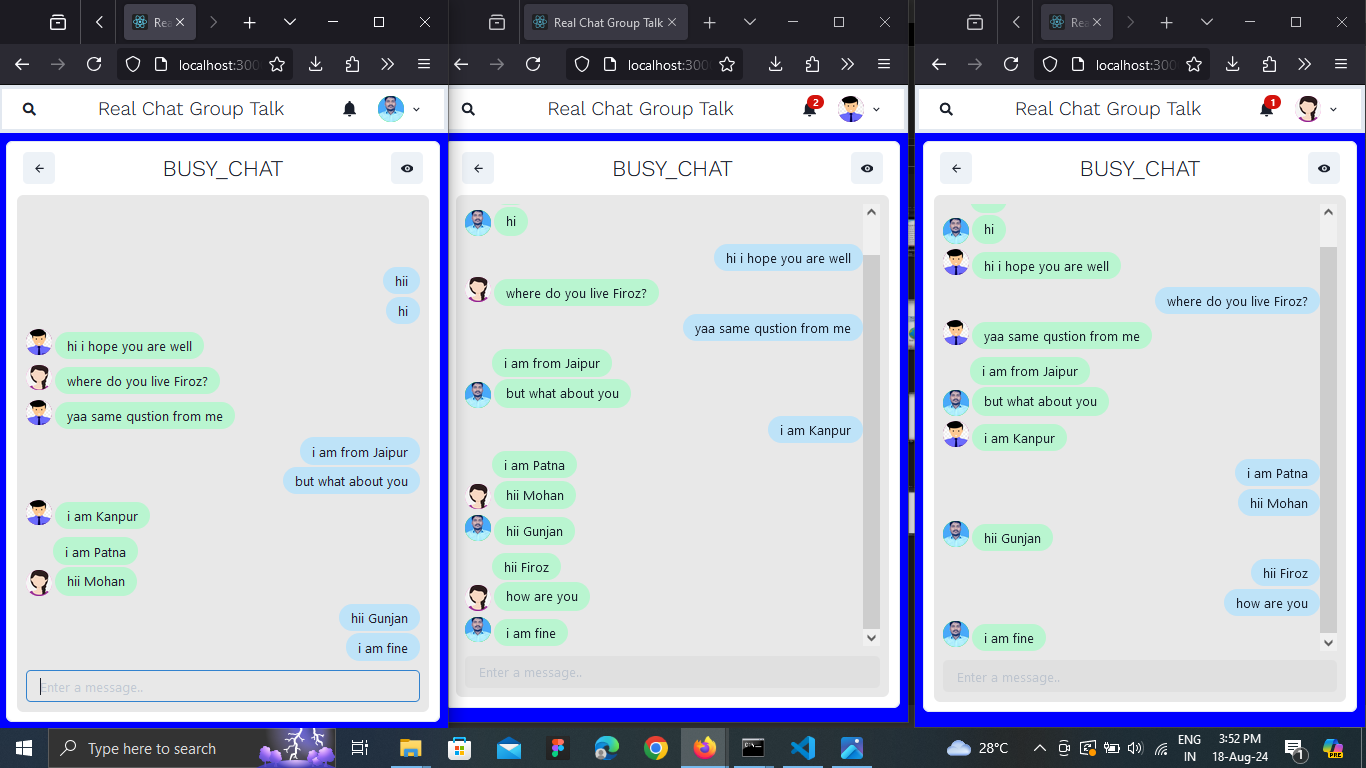 Rea
localhost:300
Real Chat Group Talk
BUSY_CHAT
hii
hi
hi i hope you are well
where do you live Firoz?
yaa same qustion from me
i am from Jaipur
but what about you
i am Kanpur
i am Patna
hii Mohan
hii Gunjan
i am fine
Enter a message..
Real Chat Group Talk
localhost:300
Real Chat Group Talk
2
BUSY_CHAT
hi
hi i hope you are well
where do you live Firoz?
yaa same qustion from me
i am from Jaipur
but what about you
i am Kanpur
i am Patna
hii Mohan
hii Gunjan
hii Firoz
how are you
i am fine
Enter a message..
Rea
localhost:300
Real Chat Group Talk
1
BUSY_CHAT
hi
hi i hope you are well
where do you live Firoz?
yaa same qustion from me
i am from Jaipur
but what about you
i am Kanpur
i am Patna
hii Mohan
hii Gunjan
hii Firoz
how are you
i am fine
Enter a message..
Type here to search
28°C
ENG
IN
3:52 PM
18-Aug-24
1
PRE